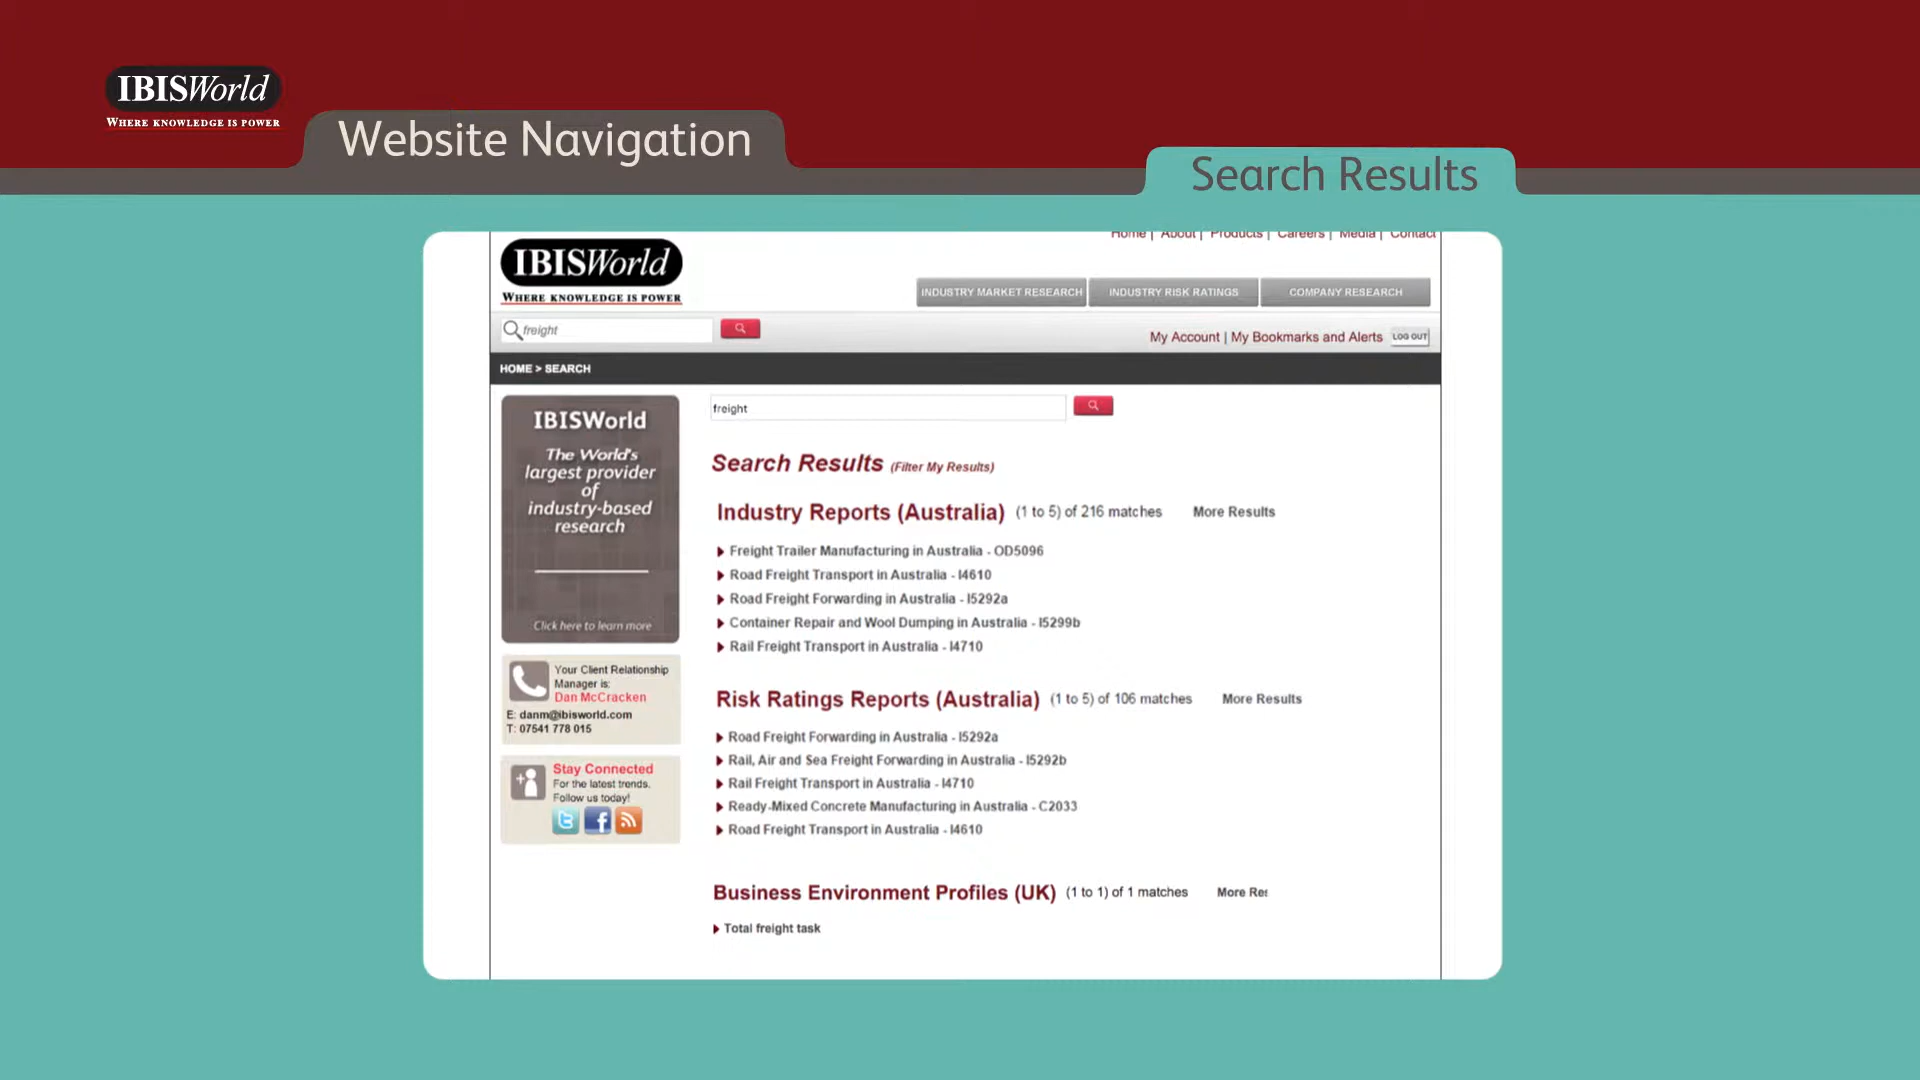 IBISWorld
WHERE KNOWLEDGE IS POWER
Website Navigation
Search Results
Home | About | Products | Careers | Media | Contact
IBISWorld
WHERE KNOWLEDGE IS POWER
INDUSTRY MARKET RESEARCH
INDUSTRY RISK RATINGS
COMPANY RESEARCH
freight
My Account | My Bookmarks and Alerts
LOG OUT
HOME > SEARCH
IBISWorld
The World's
largest provider
of
industry-based
research
Click here to learn more
Your Client Relationship
Manager is:
Dan McCracken
E: danm@ibisworld.com
T: 07541 778 015
Stay Connected
For the latest trends.
Follow us today!
freight
Search Results (Filter My Results)
Industry Reports (Australia) (1 to 5) of 216 matches More Results
Freight Trailer Manufacturing in Australia - OD5096
Road Freight Transport in Australia - I4610
Road Freight Forwarding in Australia - I5292a
Container Repair and Wool Dumping in Australia - I5299b
Rail Freight Transport in Australia - I4710
Risk Ratings Reports (Australia) (1 to 5) of 106 matches More Results
Road Freight Forwarding in Australia - I5292a
Rail, Air and Sea Freight Forwarding in Australia - I5292b
Rail Freight Transport in Australia - I4710
Ready-Mixed Concrete Manufacturing in Australia - C2033
Road Freight Transport in Australia - I4610
Business Environment Profiles (UK) (1 to 1) of 1 matches More Res
Total freight task